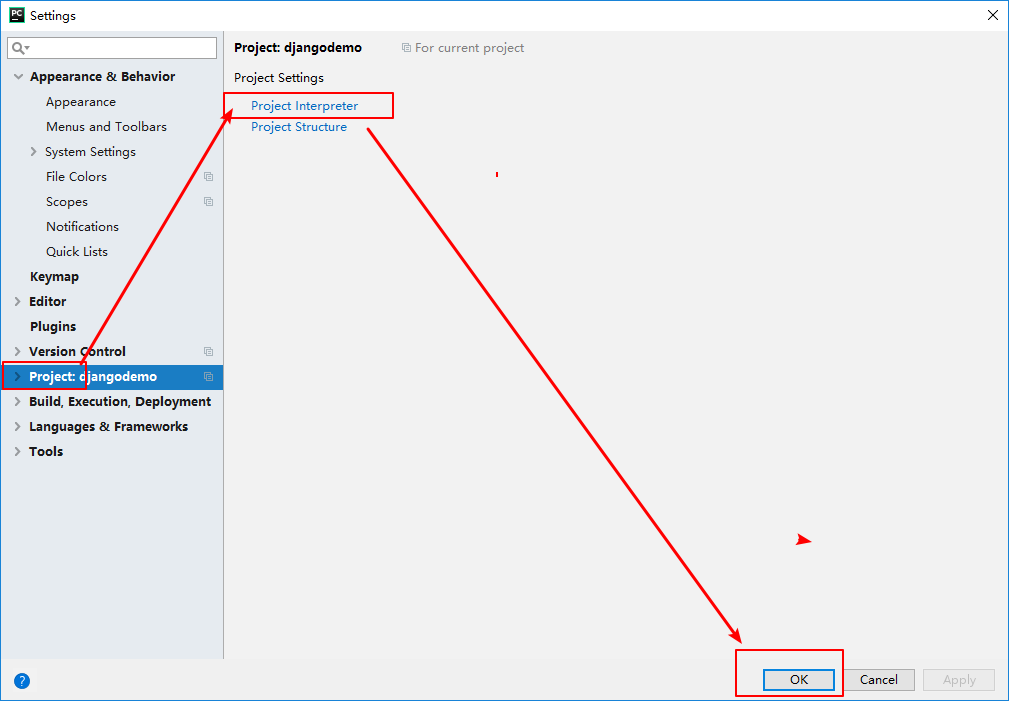 PC Settings
Project: djangodemo
For current project
Appearance & Behavior
Appearance
Menus and Toolbars
System Settings
File Colors
Scopes
Notifications
Quick Lists
Keymap
Editor
Plugins
Version Control
Project: djangodemo
Build, Execution, Deployment
Languages & Frameworks
Tools
Project Settings
Project Interpreter
Project Structure
?
OK
Cancel
Apply